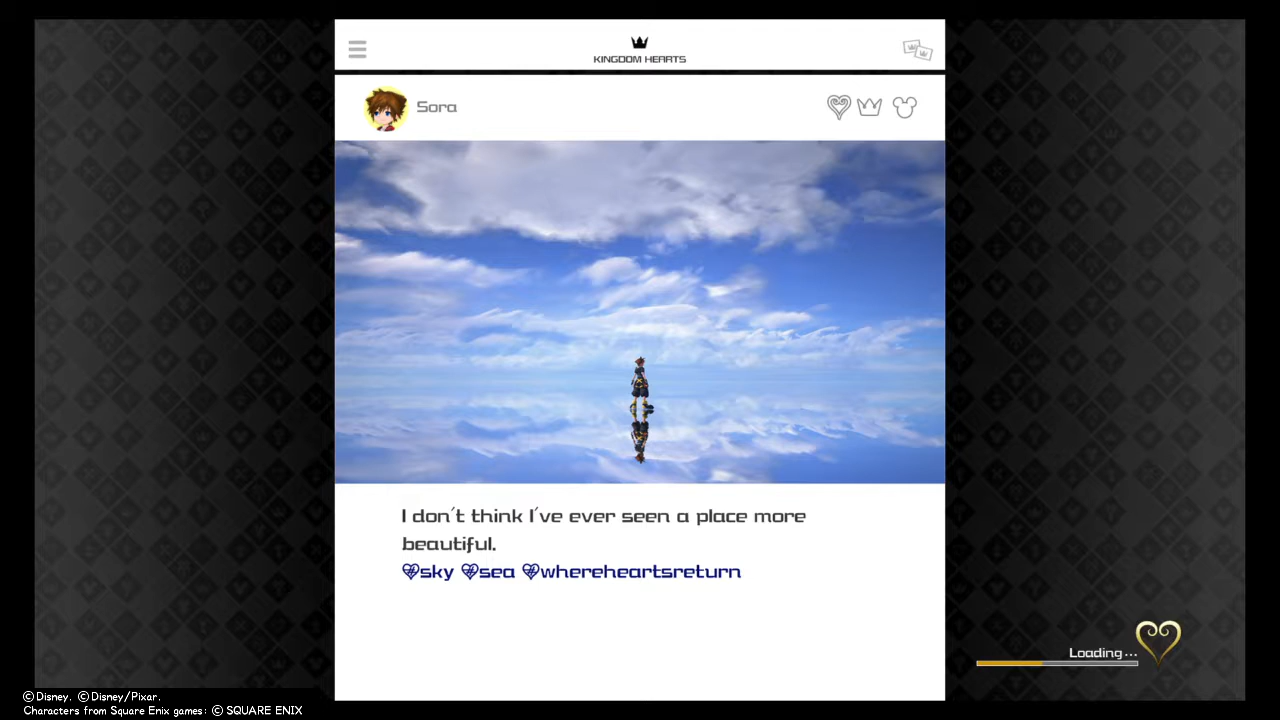 KINGDOM HEARTS
Sora
I don't think I've ever seen a place more
beautiful.
#sky #sea #whereheartsreturn
Loading...
©Disney. ©Disney/Pixar.
Characters from Square Enix games: © SQUARE ENIX